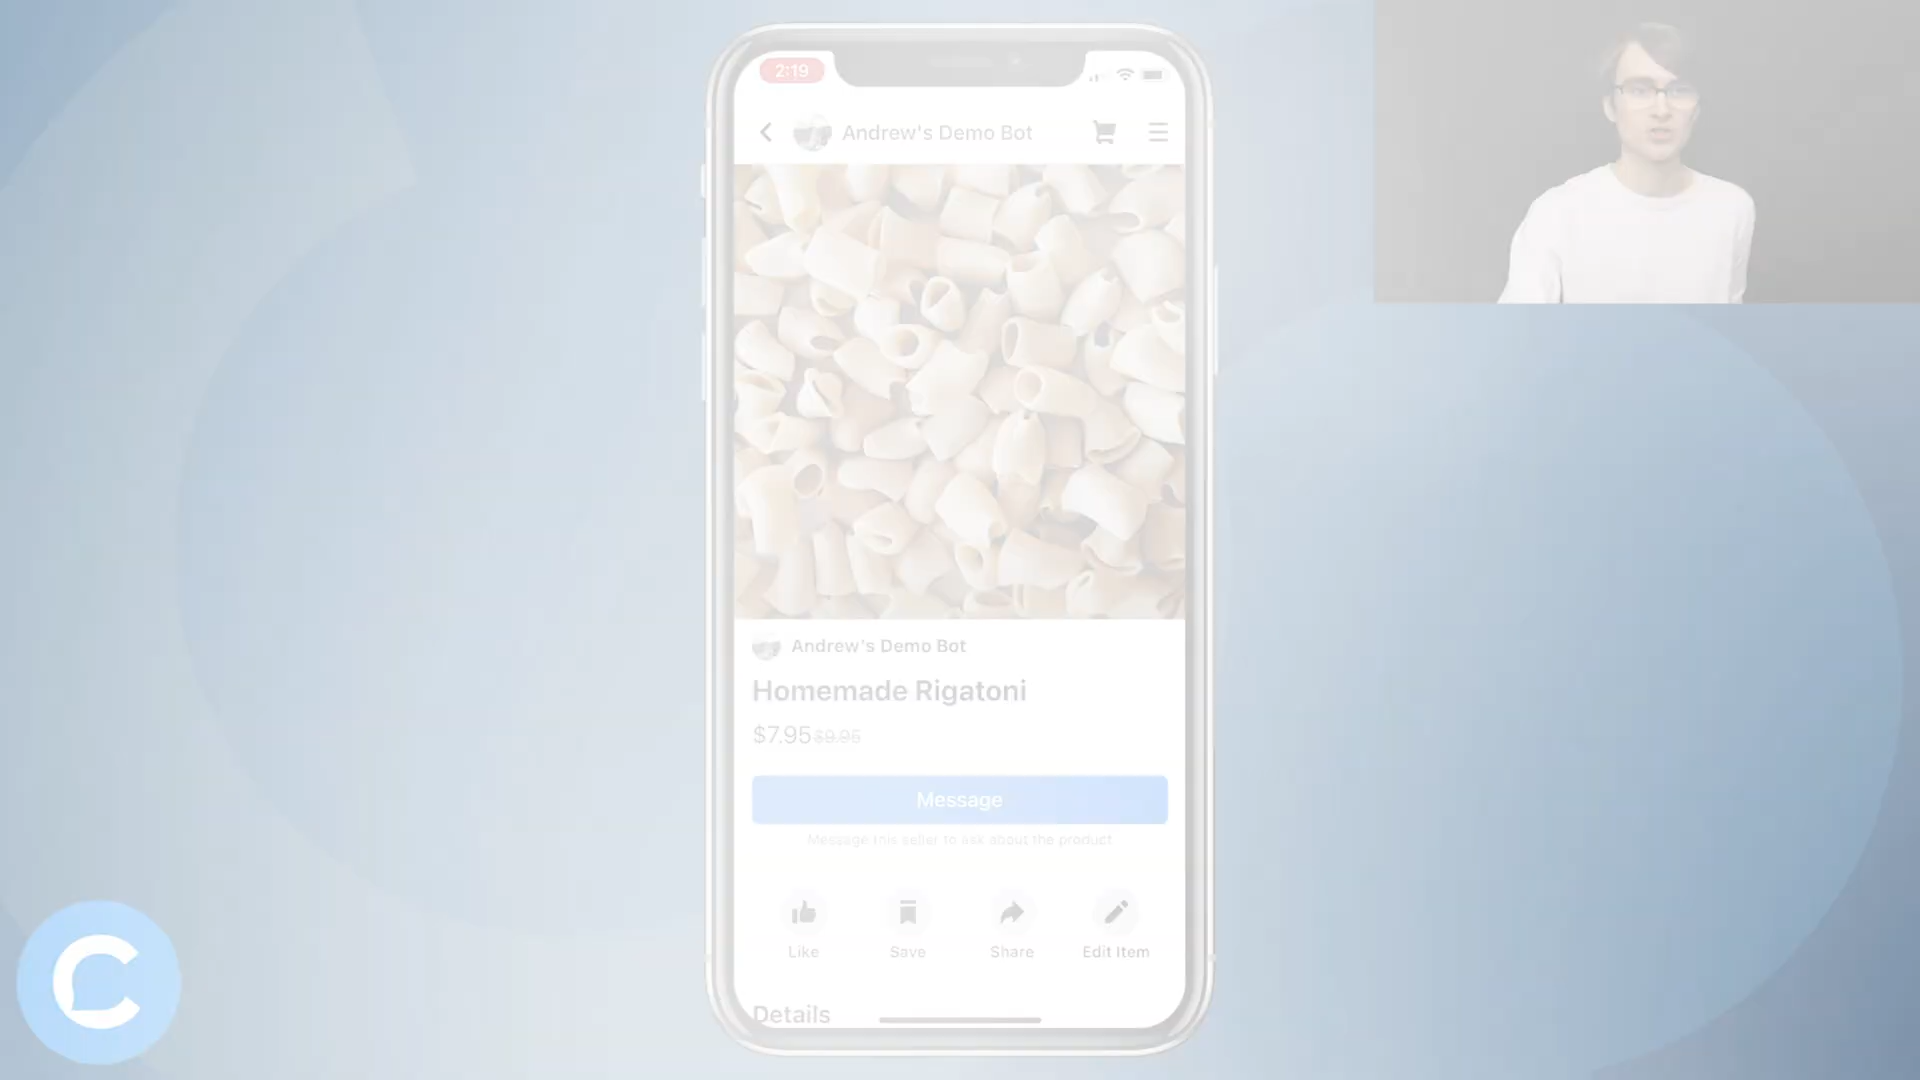 2:19
Andrew's Demo Bot
Andrew's Demo Bot
Homemade Rigatoni
$7.95 $9.95
Message
Message this seller to ask about the product
Like Save Share Edit Item
Details